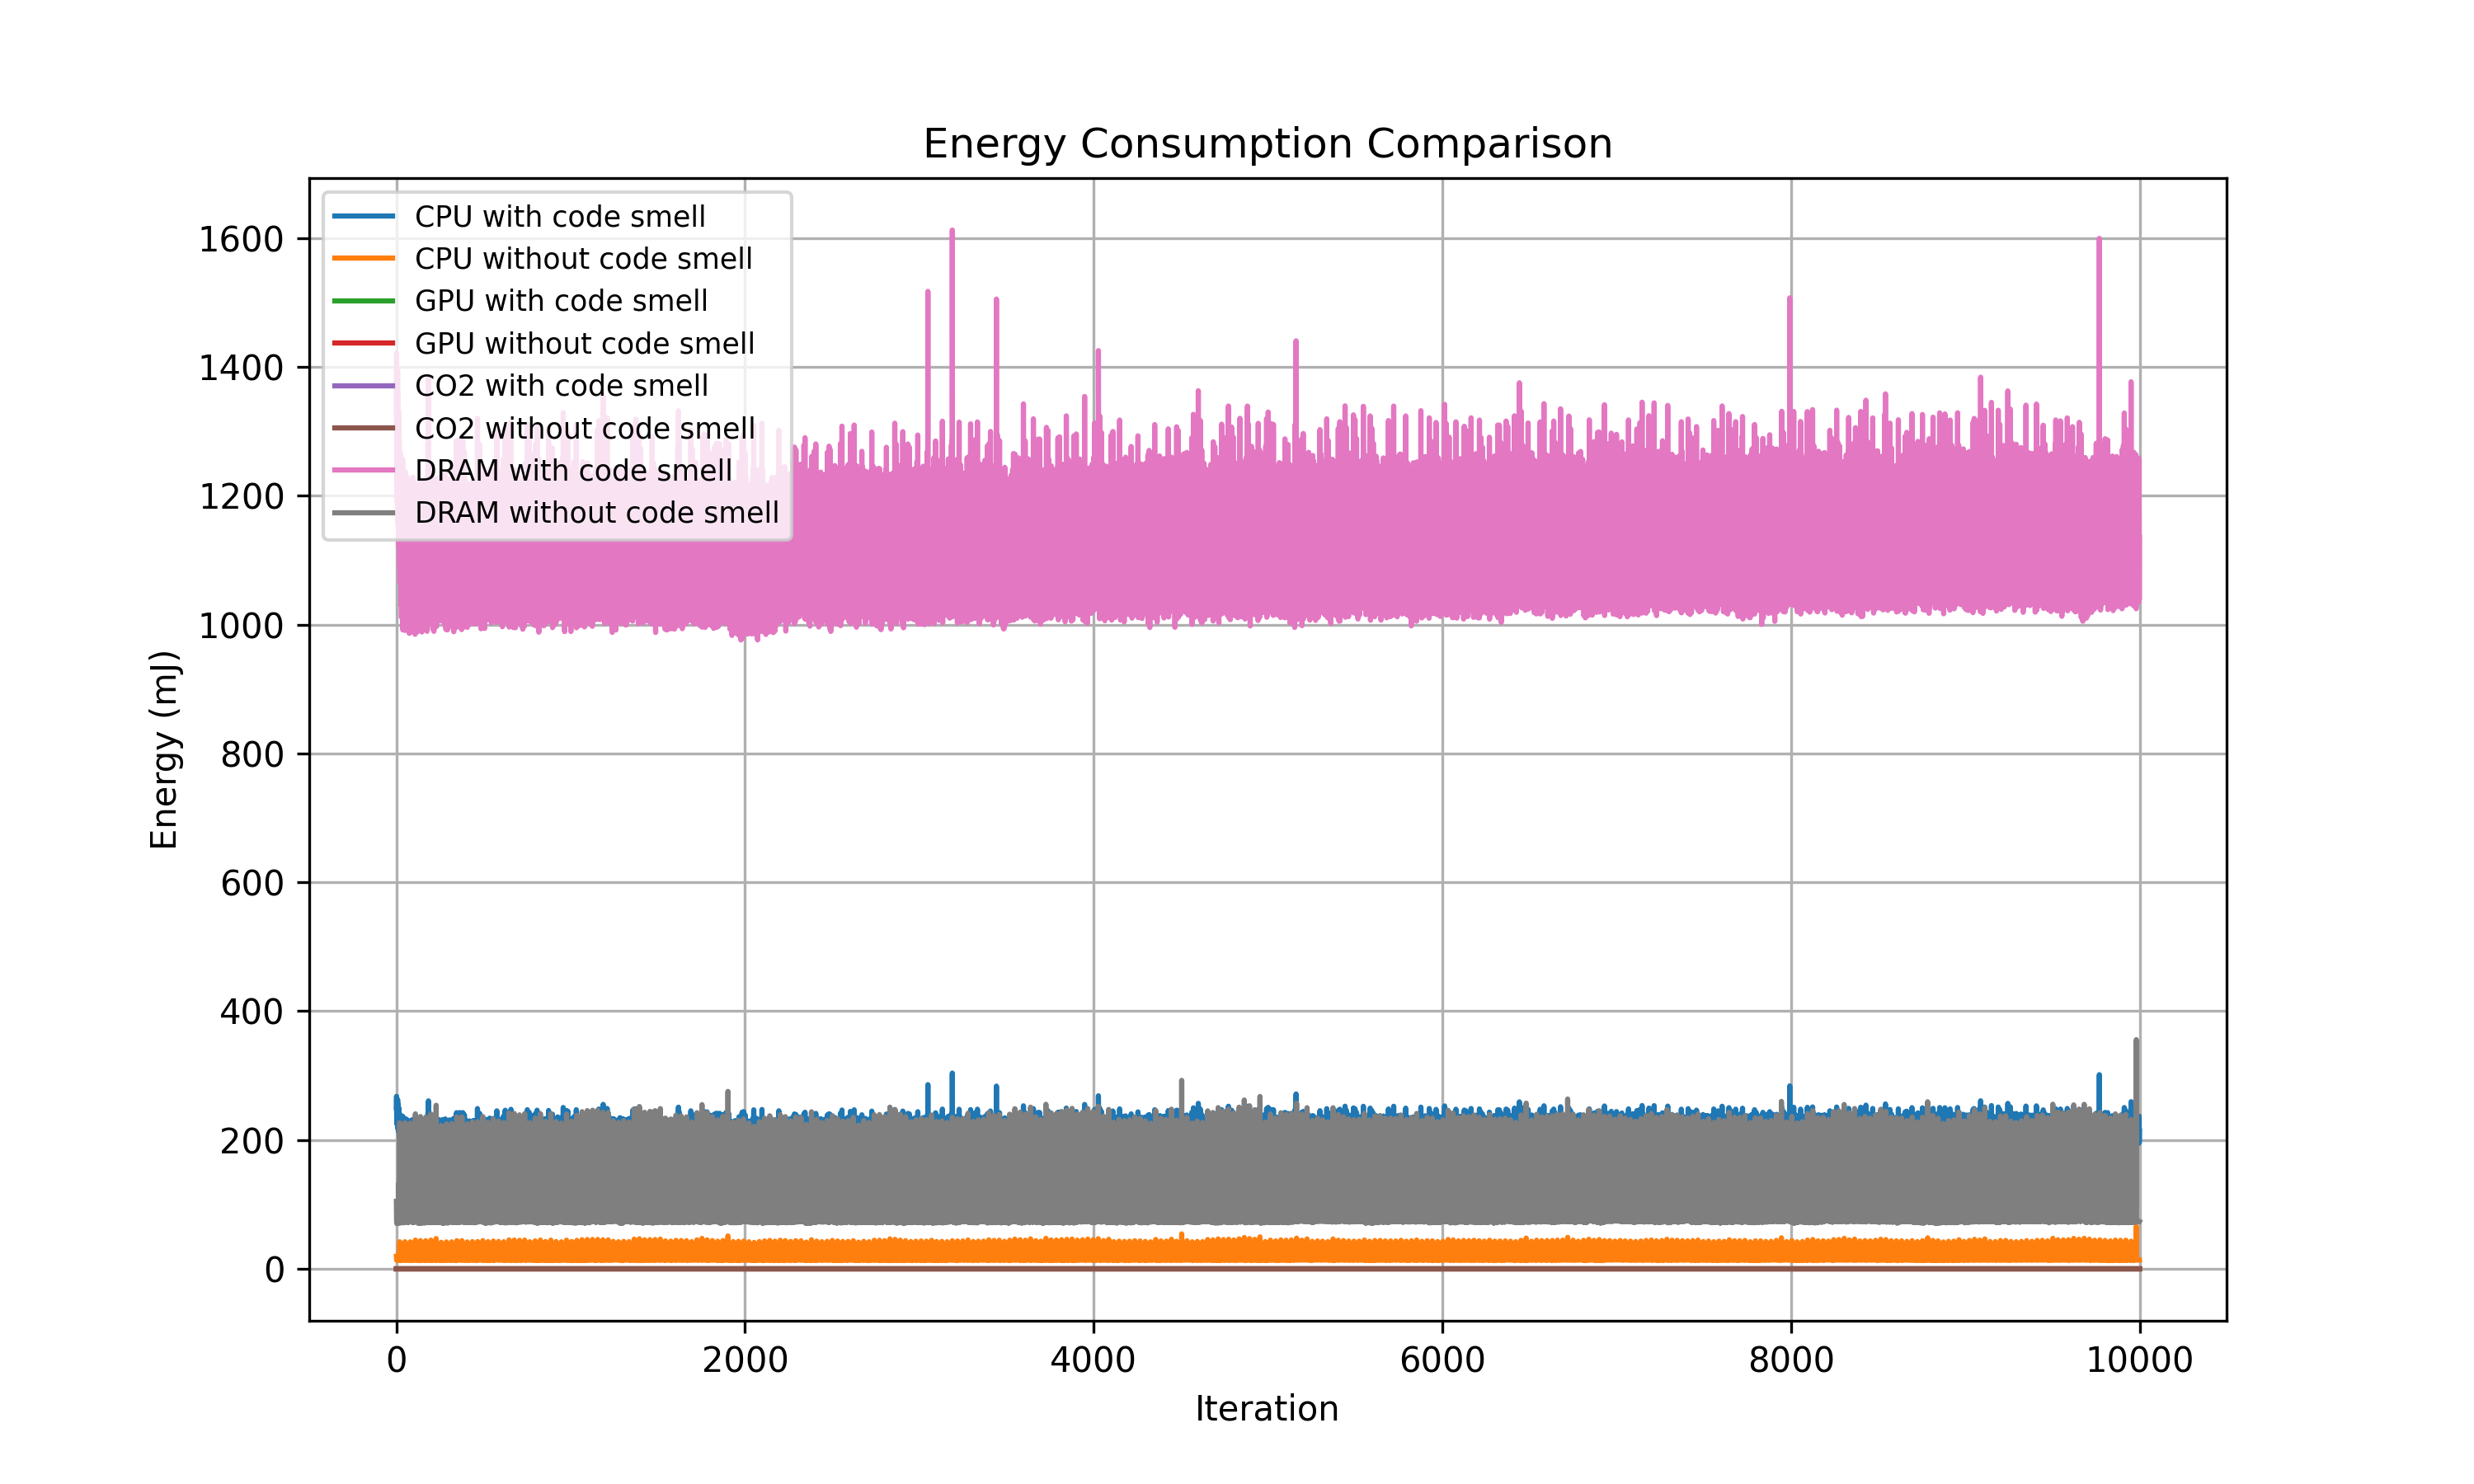 Energy Consumption Comparison
CPU with code smell
CPU without code smell
GPU with code smell
GPU without code smell
CO2 with code smell
CO2 without code smell
DRAM with code smell
DRAM without code smell
1600
1400
1200
1000
800
600
400
200
0
Energy (mJ)
0 2000 4000 6000 8000 10000
Iteration